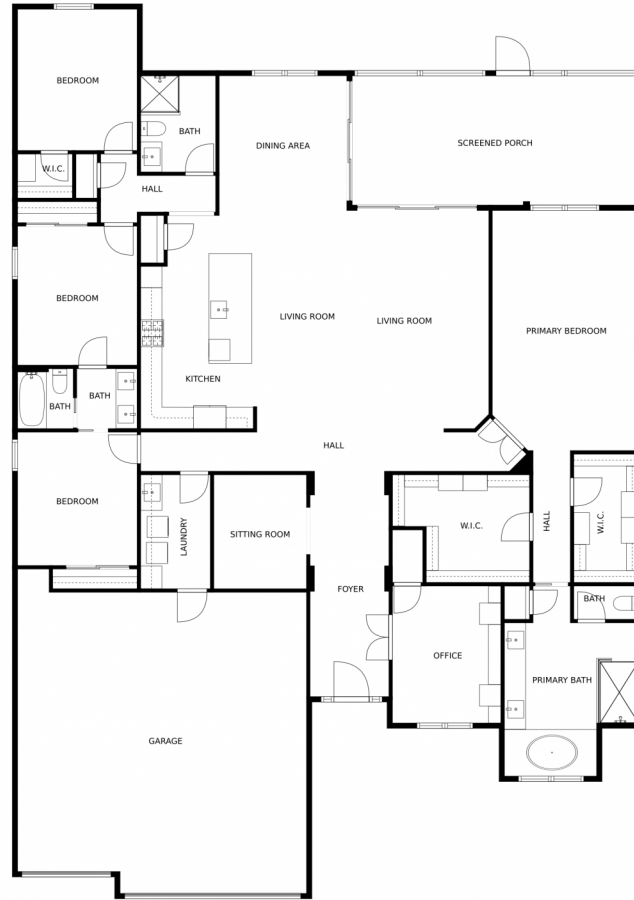 BEDROOM
BATH
DINING AREA
SCREENED PORCH
W.I.C.
HALL
BEDROOM
LIVING ROOM
LIVING ROOM
PRIMARY BEDROOM
KITCHEN
BATH
BATH
HALL
BEDROOM
LAUNDRY
SITTING ROOM
W.I.C.
HALL
W.I.C.
FOYER
BATH
OFFICE
PRIMARY BATH
GARAGE